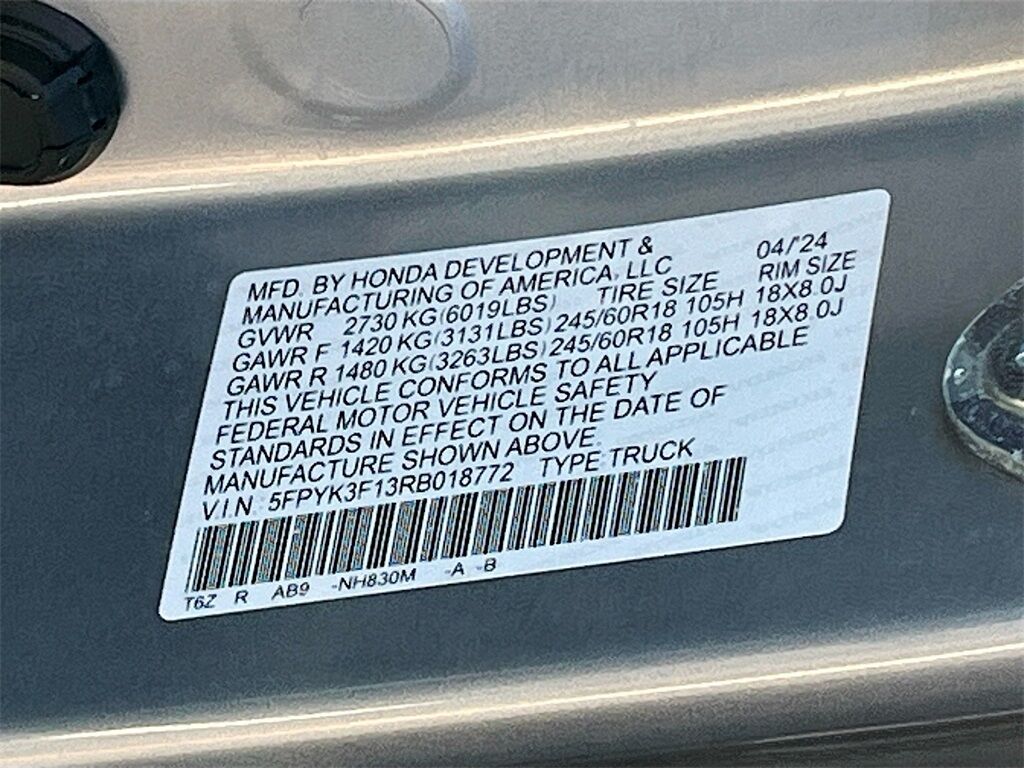 MFD. BY HONDA DEVELOPMENT & 04/'24
MANUFACTURING OF AMERICA, LLC
GVWR 2730 KG(6019LBS) TIRE SIZE RIM SIZE
GAWR F 1420 KG(3131LBS) 245/60R18 105H 18X8.0J
GAWR R 1480 KG(3263LBS) 245/60R18 105H 18X8.0J
THIS VEHICLE CONFORMS TO ALL APPLICABLE
FEDERAL MOTOR VEHICLE SAFETY
STANDARDS IN EFFECT ON THE DATE OF
MANUFACTURE SHOWN ABOVE.
V.I.N. 5FPYK3F13RB018772 TYPE TRUCK
T6Z R AB9 -NH830M -A -B